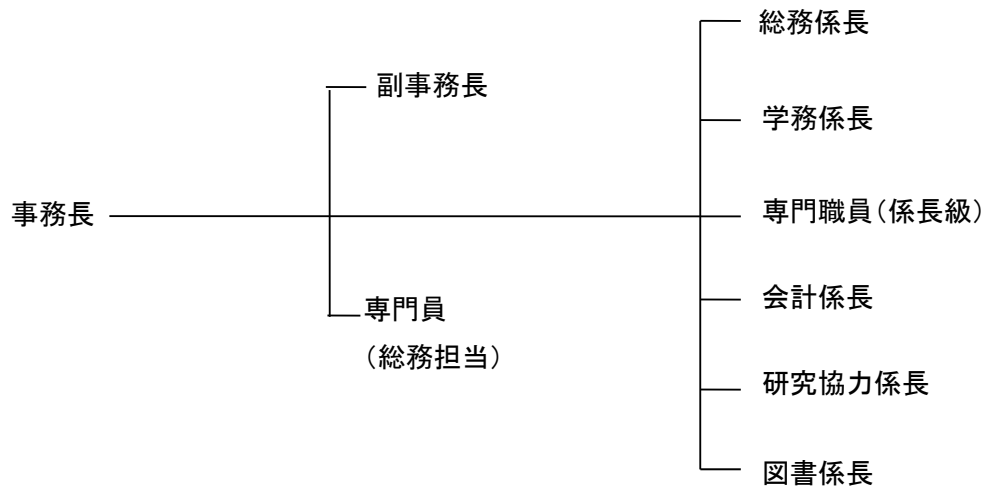 総務係長
副事務長
学務係長
事務長
専門職員（係長級）
会計係長
専門員
（総務担当）
研究協力係長
図書係長